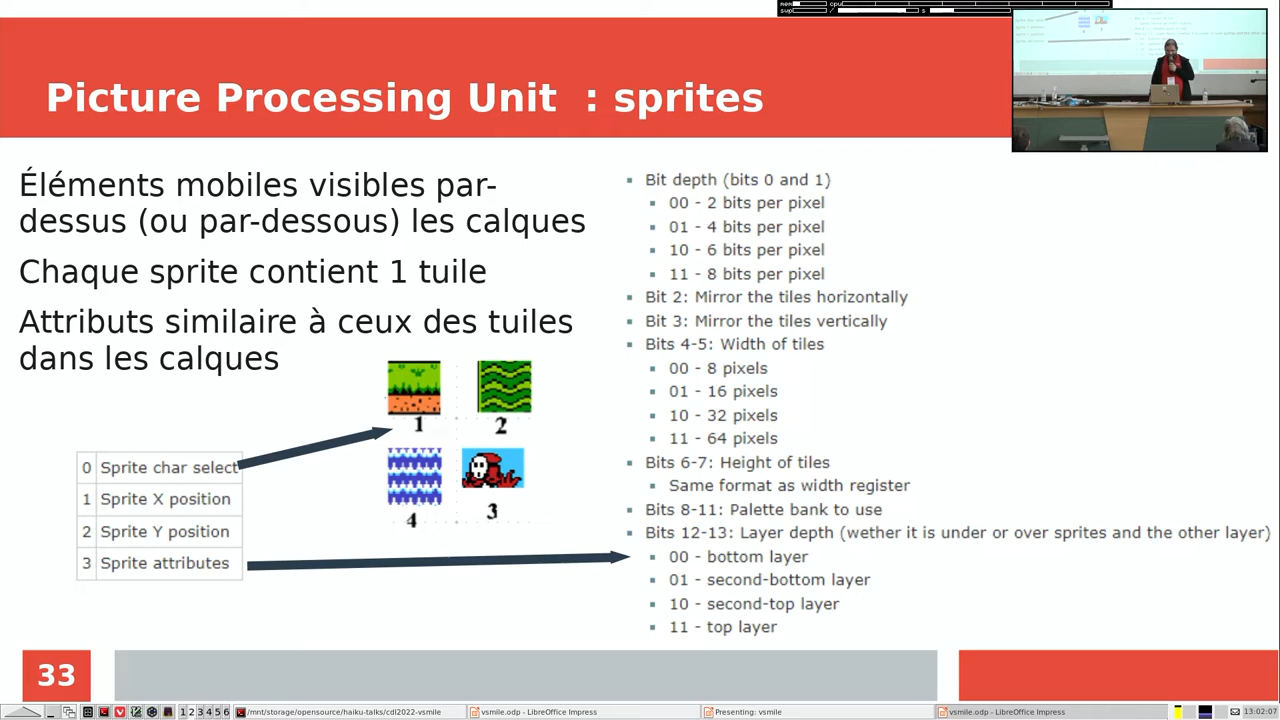 mem cpu
swp / s
Picture Processing Unit : sprites
Éléments mobiles visibles par-
dessus (ou par-dessous) les calques
Chaque sprite contient 1 tuile
Attributs similaire à ceux des tuiles
dans les calques
1 2
4 3
0 Sprite char select
1 Sprite X position
2 Sprite Y position
3 Sprite attributes
Bit depth (bits 0 and 1)
00 - 2 bits per pixel
01 - 4 bits per pixel
10 - 6 bits per pixel
11 - 8 bits per pixel
Bit 2: Mirror the tiles horizontally
Bit 3: Mirror the tiles vertically
Bits 4-5: Width of tiles
00 - 8 pixels
01 - 16 pixels
10 - 32 pixels
11 - 64 pixels
Bits 6-7: Height of tiles
Same format as width register
Bits 8-11: Palette bank to use
Bits 12-13: Layer depth (wether it is under or over sprites and the other layer)
00 - bottom layer
01 - second-bottom layer
10 - second-top layer
11 - top layer
33
1 2 3 4 5 6 /mnt/storage/opensource/haiku-talks/cdl2022-vsmile vsmile.odp - LibreOffice Impress Presenting: vsmile vsmile.odp - LibreOffice Impress 13:02:07